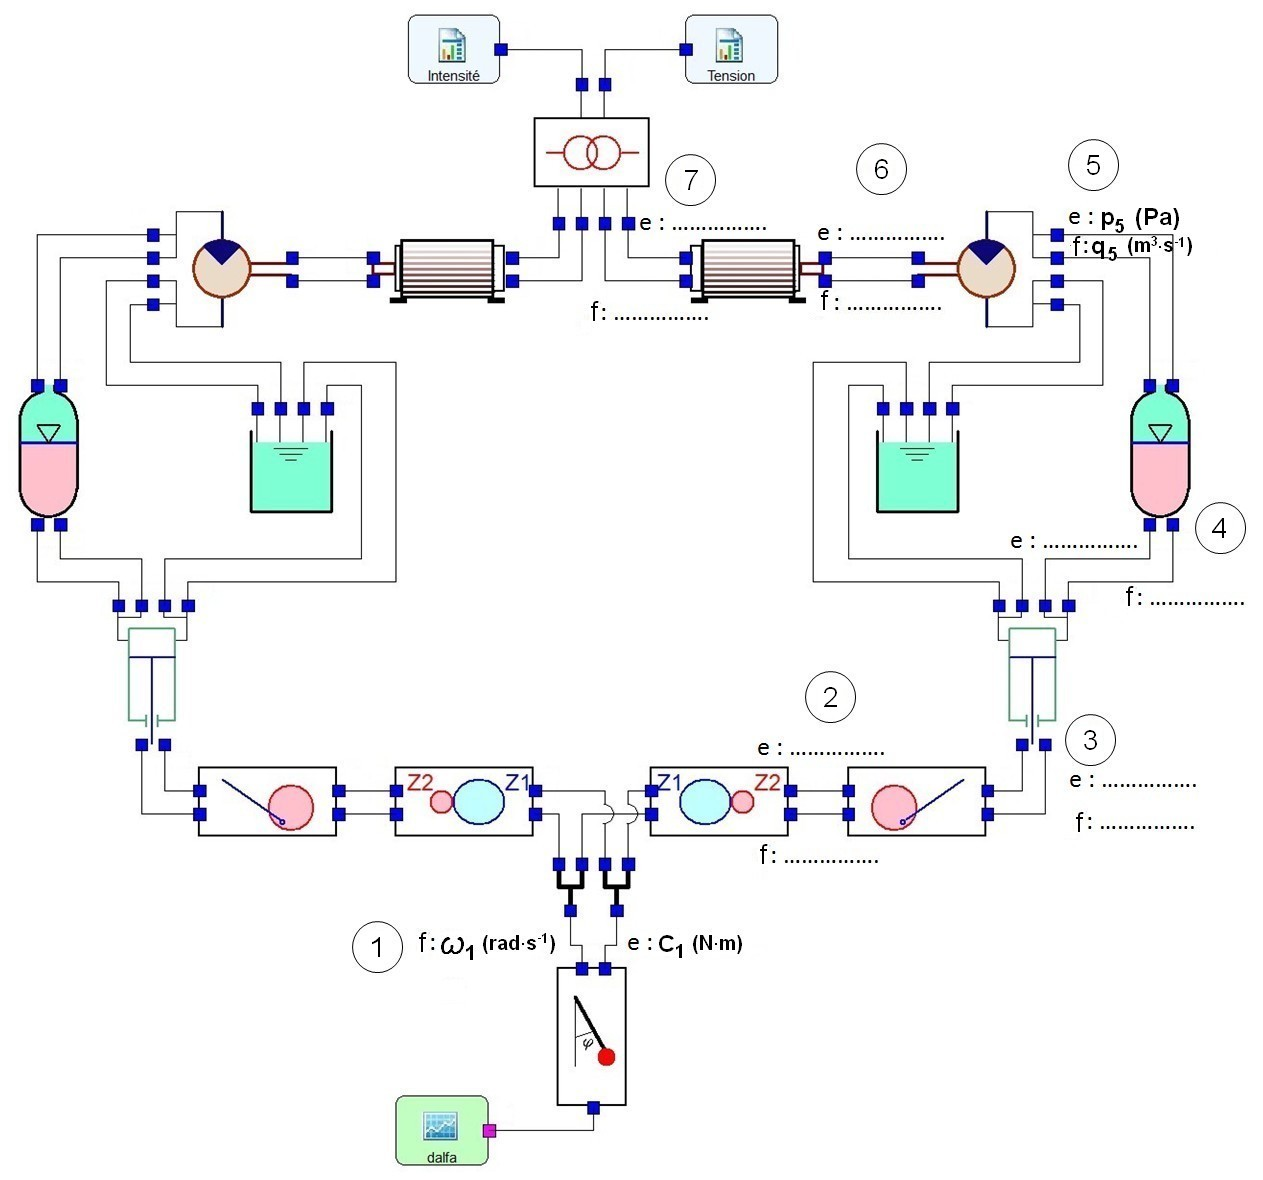 Intensité
Tension
7
6
5
e : ................
e : ................
e : p5 (Pa)
f: q5 (m³·s⁻¹)
f: ................
f: ................
4
e : ................
f: ................
2
3
e : ................
e : ................
f: ................
Z2 Z1
Z1 Z2
f: ................
1
f: ω1 (rad·s⁻¹)
e : C1 (N·m)
φ
dalfa